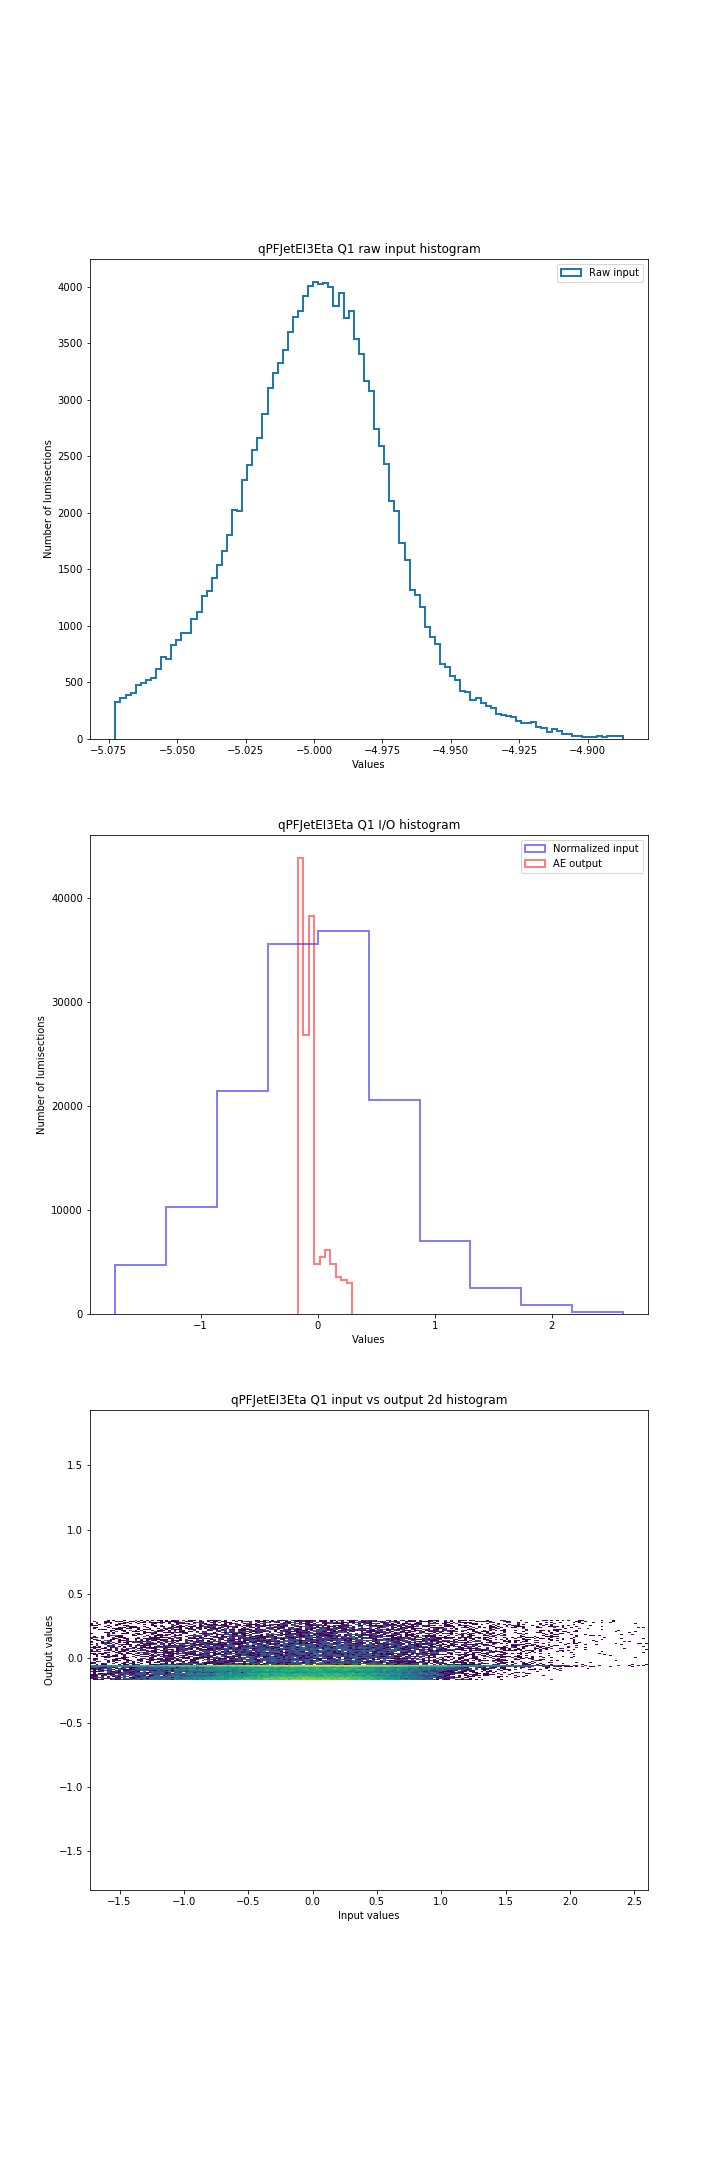 qPFJetEI3Eta Q1 raw input histogram
Raw input
4000
3500
3000
2500
2000
1500
1000
500
0
Number of lumisections
−5.075 −5.050 −5.025 −5.000 −4.975 −4.950 −4.925 −4.900
Values
qPFJetEI3Eta Q1 I/O histogram
Normalized input
AE output
40000
30000
20000
10000
0
Number of lumisections
−1 0 1 2
Values
qPFJetEI3Eta Q1 input vs output 2d histogram
1.5
1.0
0.5
0.0
−0.5
−1.0
−1.5
Output values
−1.5 −1.0 −0.5 0.0 0.5 1.0 1.5 2.0 2.5
Input values